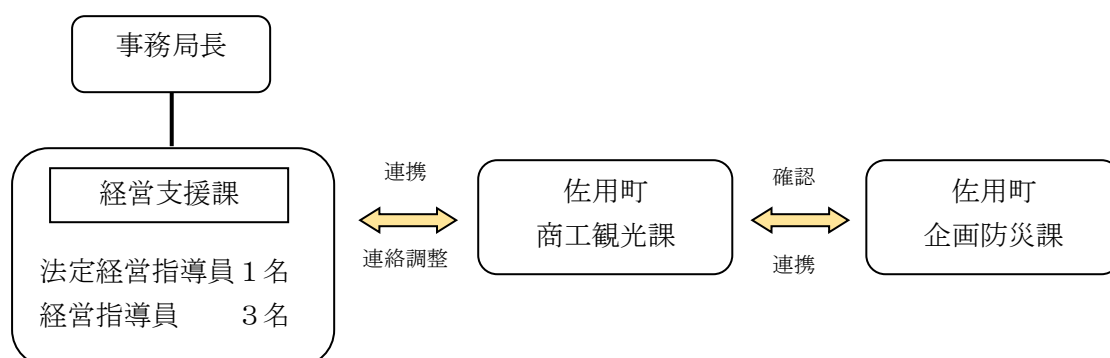 事務局長
経営支援課
法定経営指導員１名
経営指導員　　３名
連携
連絡調整
佐用町
商工観光課
確認
連携
佐用町
企画防災課